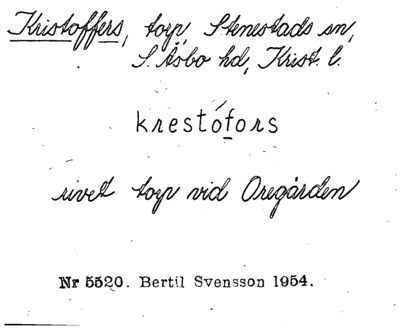 Kristoffers, torp, Stenestads sn,
S. Åsbo hd, Krist. l.
krestófors
rivet torp vid Oregården
Nr 5520. Bertil Svensson 1954.